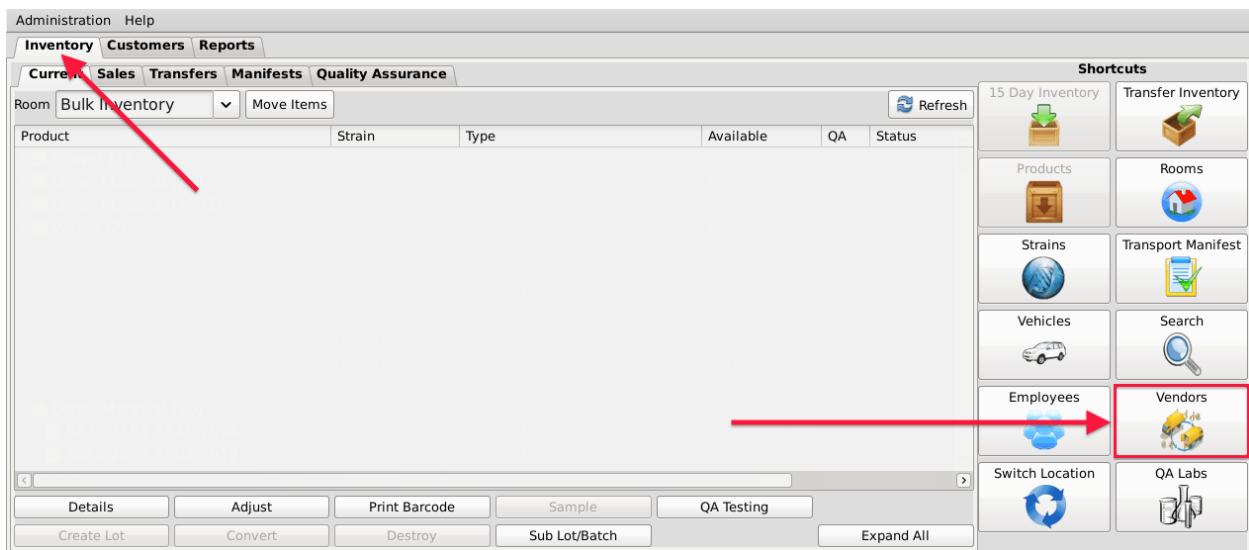 Administration Help
Inventory Customers Reports
Current Sales Transfers Manifests Quality Assurance
Shortcuts
Room Bulk Inventory Move Items Refresh
15 Day Inventory Transfer Inventory
Product Strain Type Available QA Status
Products Rooms
Strains Transport Manifest
Vehicles Search
Employees Vendors
Switch Location QA Labs
Details Adjust Print Barcode Sample QA Testing
Create Lot Convert Destroy Sub Lot/Batch Expand All